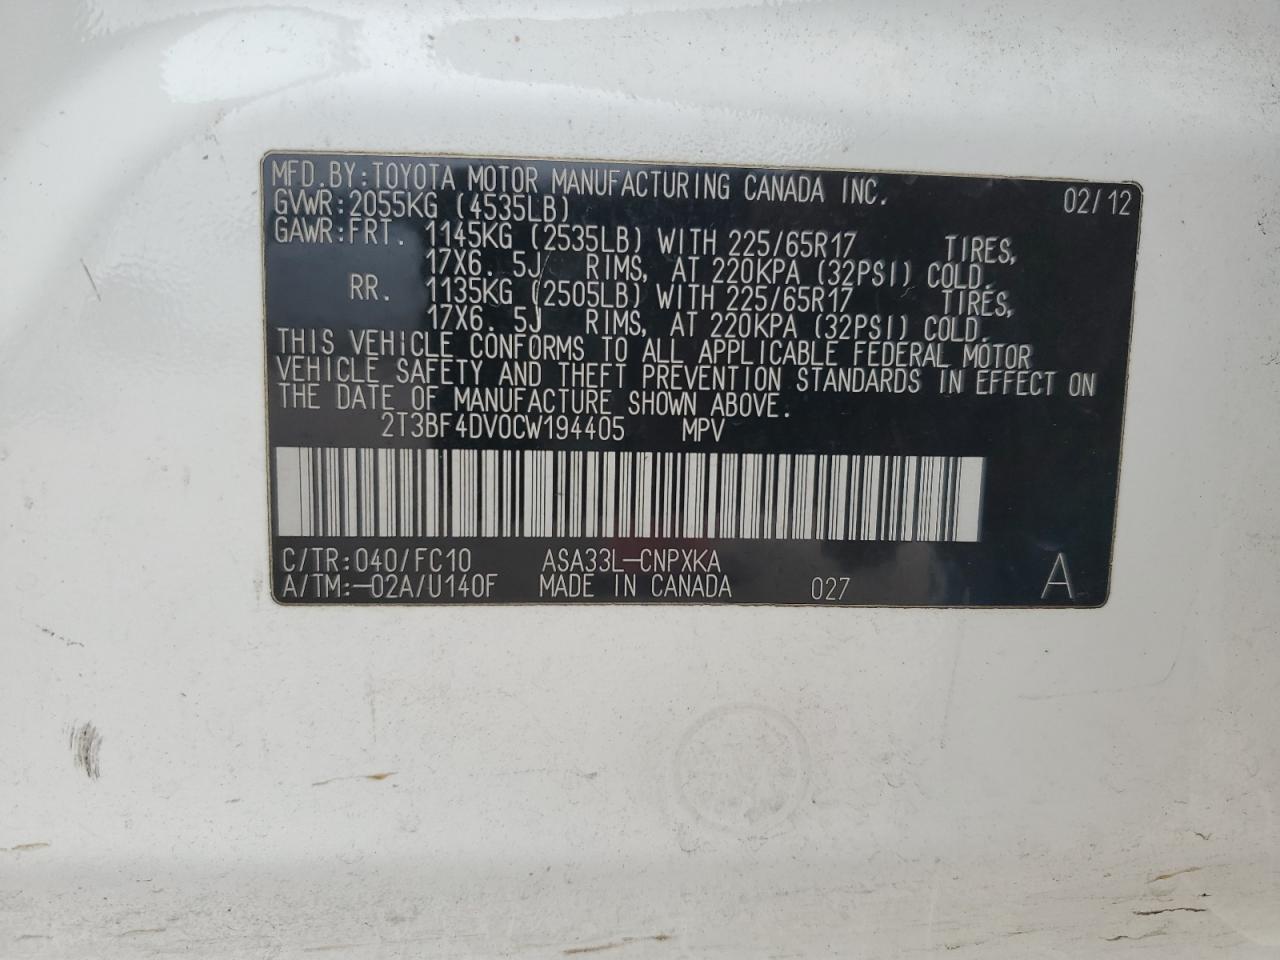 MFD.BY:TOYOTA MOTOR MANUFACTURING CANADA INC. 02/12
GVWR:2055KG (4535LB)
GAWR:FRT. 1145KG (2535LB) WITH 225/65R17 TIRES,
17X6.5J RIMS, AT 220KPA (32PSI) COLD.
RR. 1135KG (2505LB) WITH 225/65R17 TIRES,
17X6.5J RIMS, AT 220KPA (32PSI) COLD.
THIS VEHICLE CONFORMS TO ALL APPLICABLE FEDERAL MOTOR
VEHICLE SAFETY AND THEFT PREVENTION STANDARDS IN EFFECT ON
THE DATE OF MANUFACTURE SHOWN ABOVE.
2T3BF4DV0CW194405 MPV
C/TR:040/FC10 ASA33L-CNPXKA
A/TM:-02A/U140F MADE IN CANADA 027 A